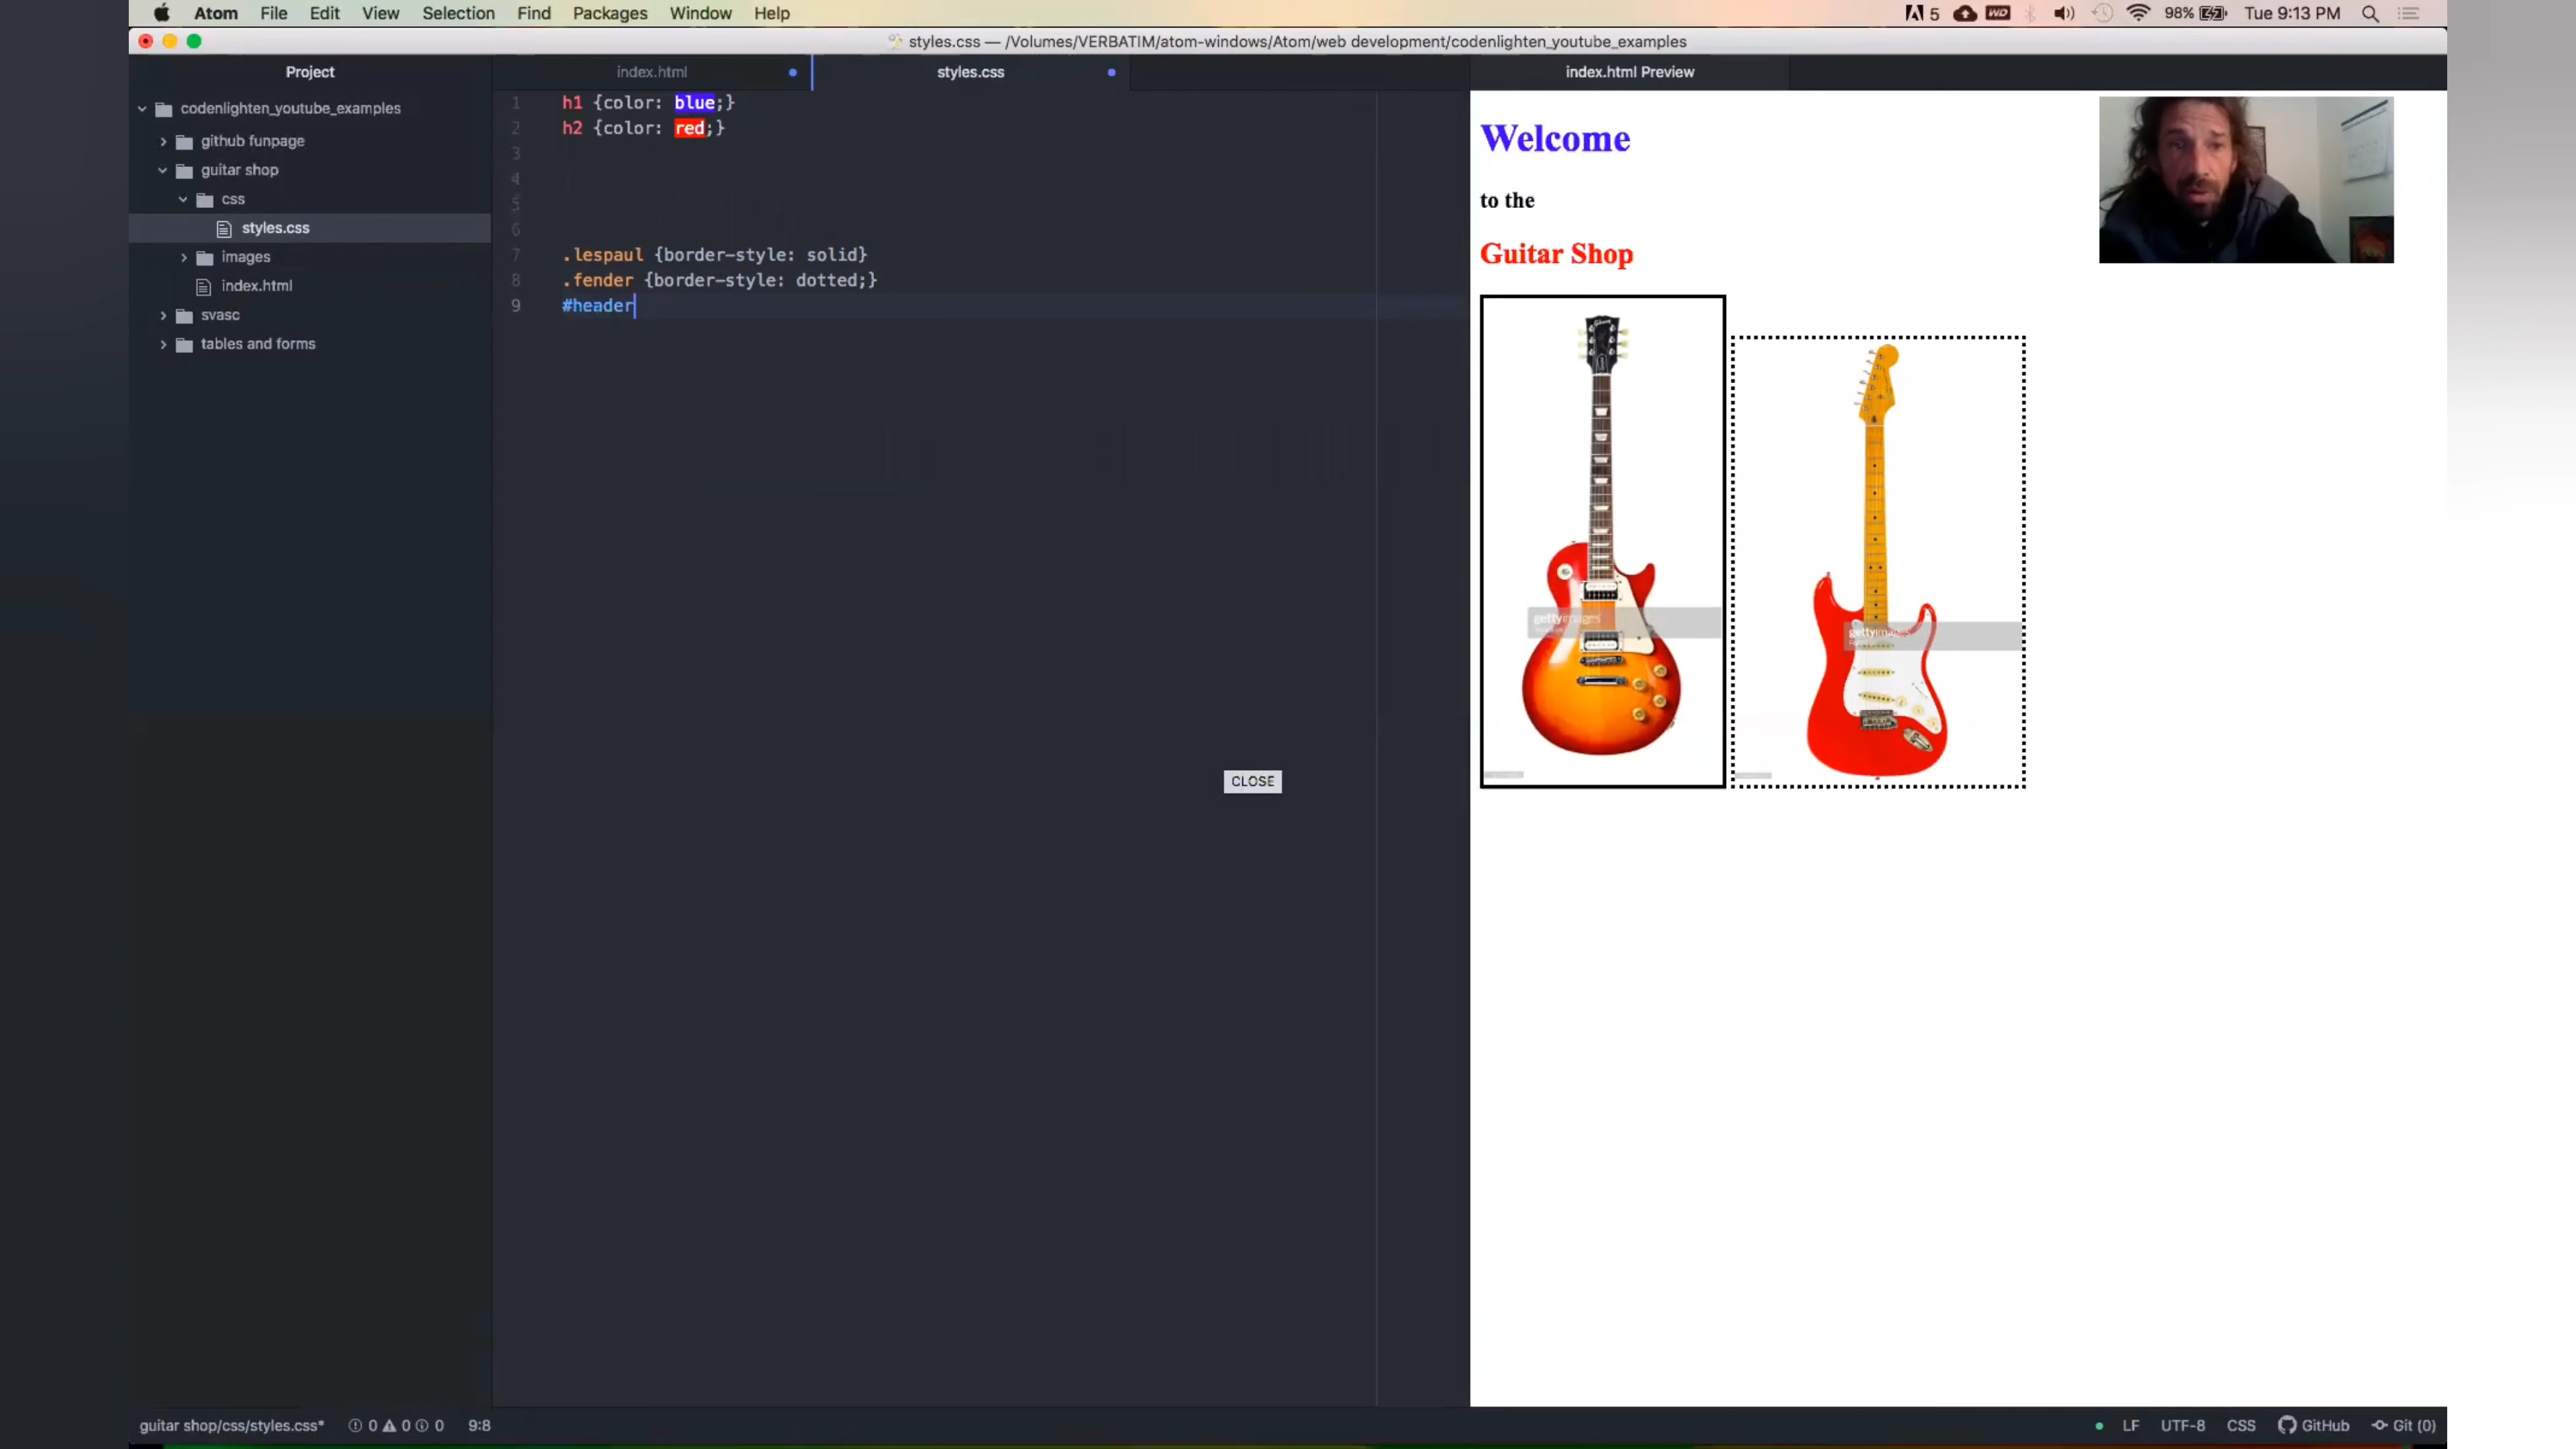 Atom File Edit View Selection Find Packages Window Help
5 WD 98% Tue 9:13 PM
styles.css — /Volumes/VERBATIM/atom-windows/Atom/web development/codenlighten_youtube_examples
Project
index.html
styles.css
index.html Preview
codenlighten_youtube_examples
github funpage
guitar shop
css
styles.css
images
index.html
svasc
tables and forms
1 h1 {color: blue;}
2 h2 {color: red;}
3
4
5
6
7 .lespaul {border-style: solid}
8 .fender {border-style: dotted;}
9 #header
Welcome
to the
Guitar Shop
Gibson
gettyimages
gettyimages
CLOSE
guitar shop/css/styles.css* 0 0 0 9:8
LF UTF-8 CSS GitHub Git (0)